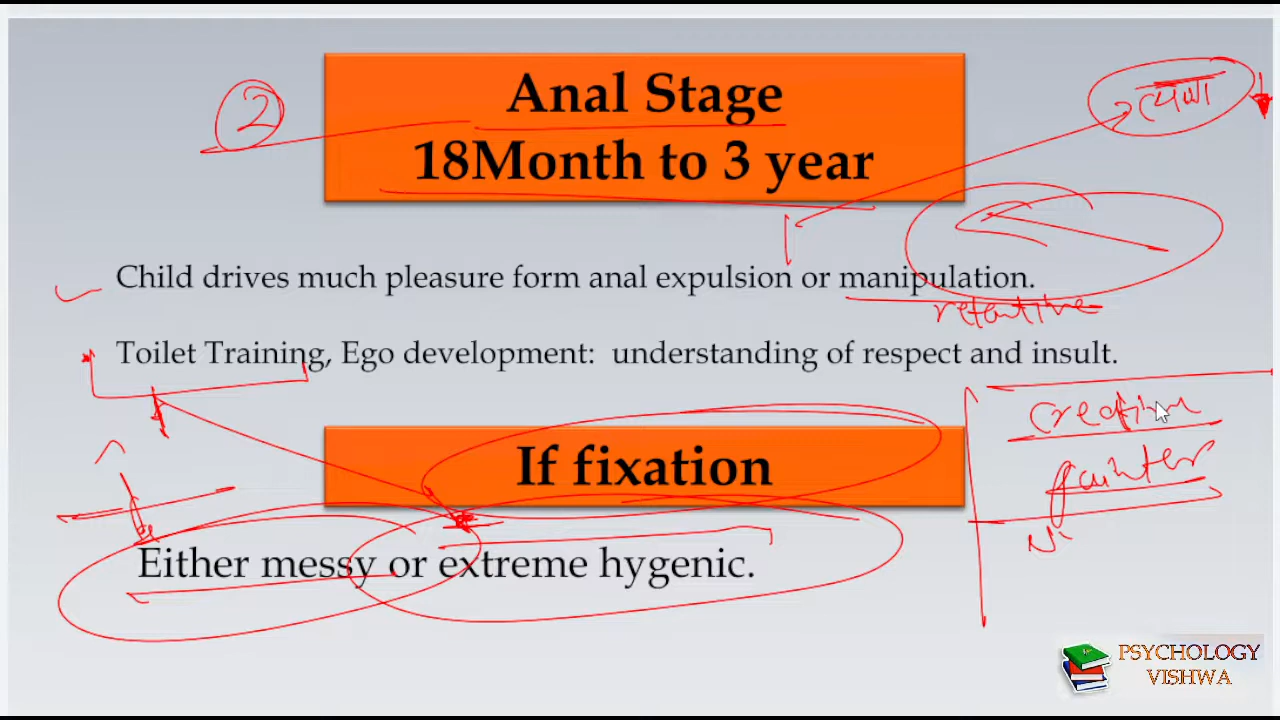 Anal Stage
18Month to 3 year
2
Child drives much pleasure form anal expulsion or manipulation.
retentive
Toilet Training, Ego development:  understanding of respect and insult.
painter
If fixation
Either messy or extreme hygenic.
PSYCHOLOGY
VISHWA